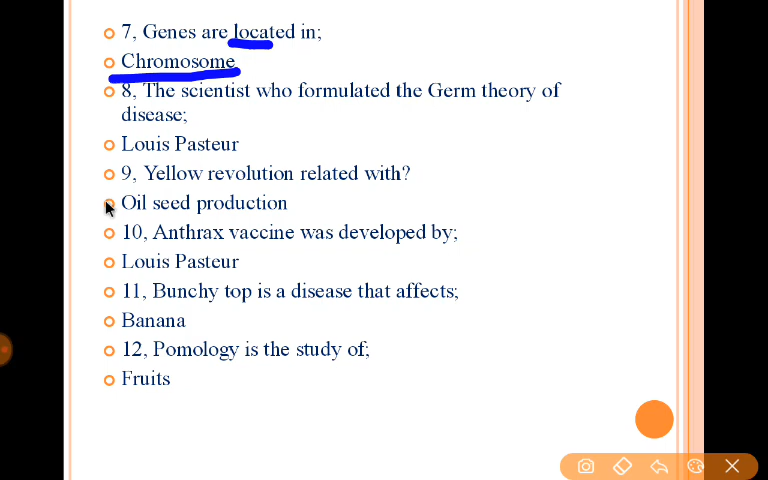 7, Genes are located in;
Chromosome
8, The scientist who formulated the Germ theory of
disease;
Louis Pasteur
9, Yellow revolution related with?
Oil seed production
10, Anthrax vaccine was developed by;
Louis Pasteur
11, Bunchy top is a disease that affects;
Banana
12, Pomology is the study of;
Fruits